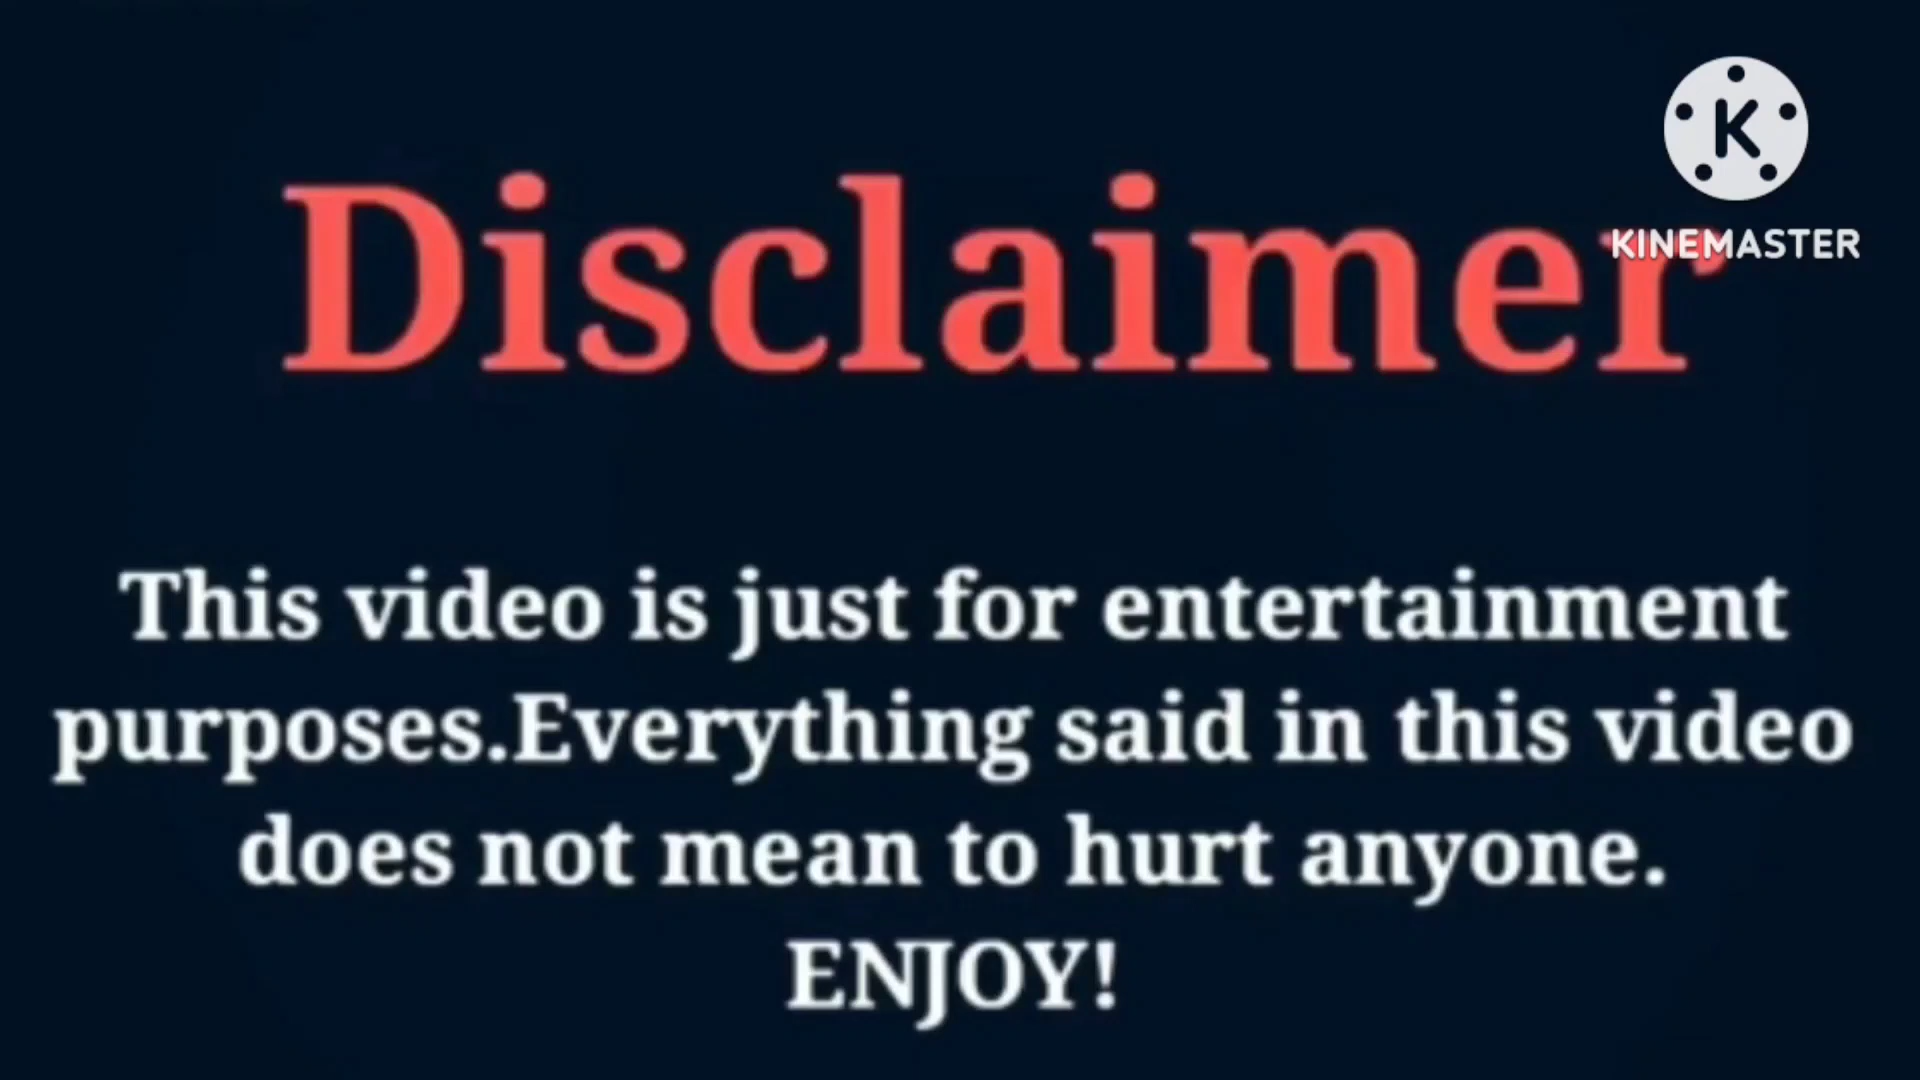 K
KINEMASTER
Disclaimer
This video is just for entertainment
purposes.Everything said in this video
does not mean to hurt anyone.
ENJOY!